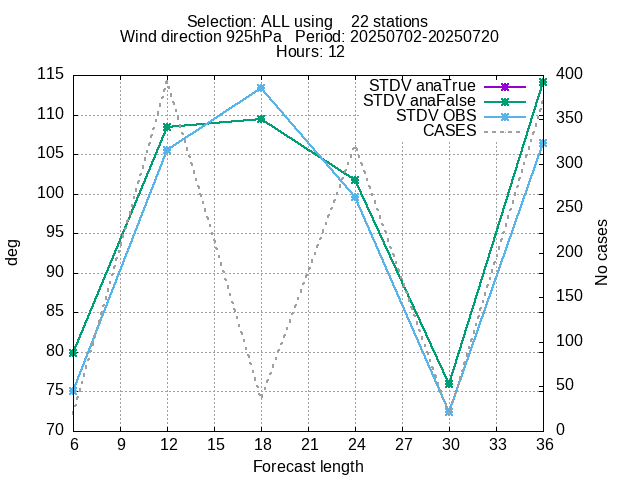 Selection: ALL using    22 stations
Wind direction 925hPa   Period: 20250702-20250720
Hours: 12
STDV anaTrue
STDV anaFalse
STDV OBS
CASES
115
110
105
100
95
90
85
80
75
70
400
350
300
250
200
150
100
50
0
deg
No cases
6 9 12 15 18 21 24 27 30 33 36
Forecast length